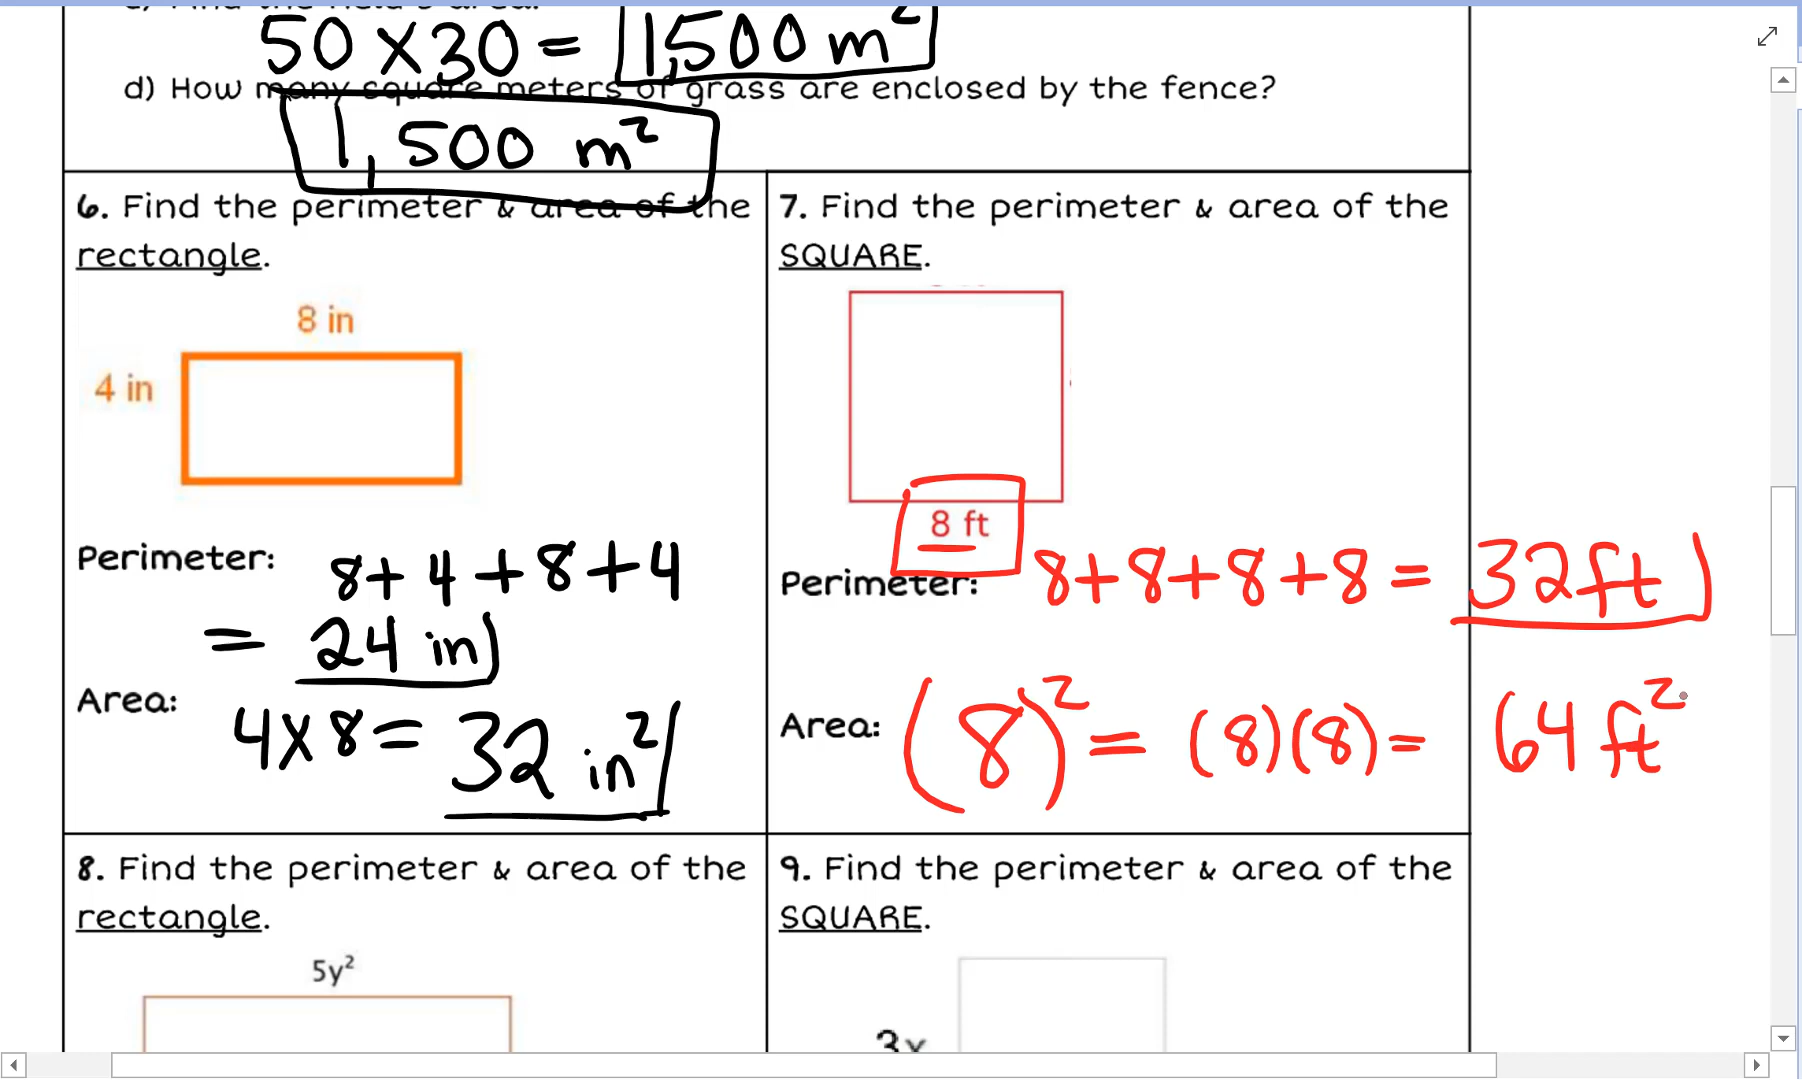 50 x 30 = 1,500 m²
d) How many square meters of grass are enclosed by the fence?
1,500 m²
6. Find the perimeter & area of the
rectangle.
8 in
4 in
Perimeter: 8 + 4 + 8 + 4
= 24 in
Area: 4 x 8 = 32 in²
7. Find the perimeter & area of the
SQUARE.
8 ft
Perimeter: 8 + 8 + 8 + 8 = 32 ft
Area: (8)² = (8)(8) = 64 ft²
8. Find the perimeter & area of the
rectangle.
5y²
9. Find the perimeter & area of the
SQUARE.
3x